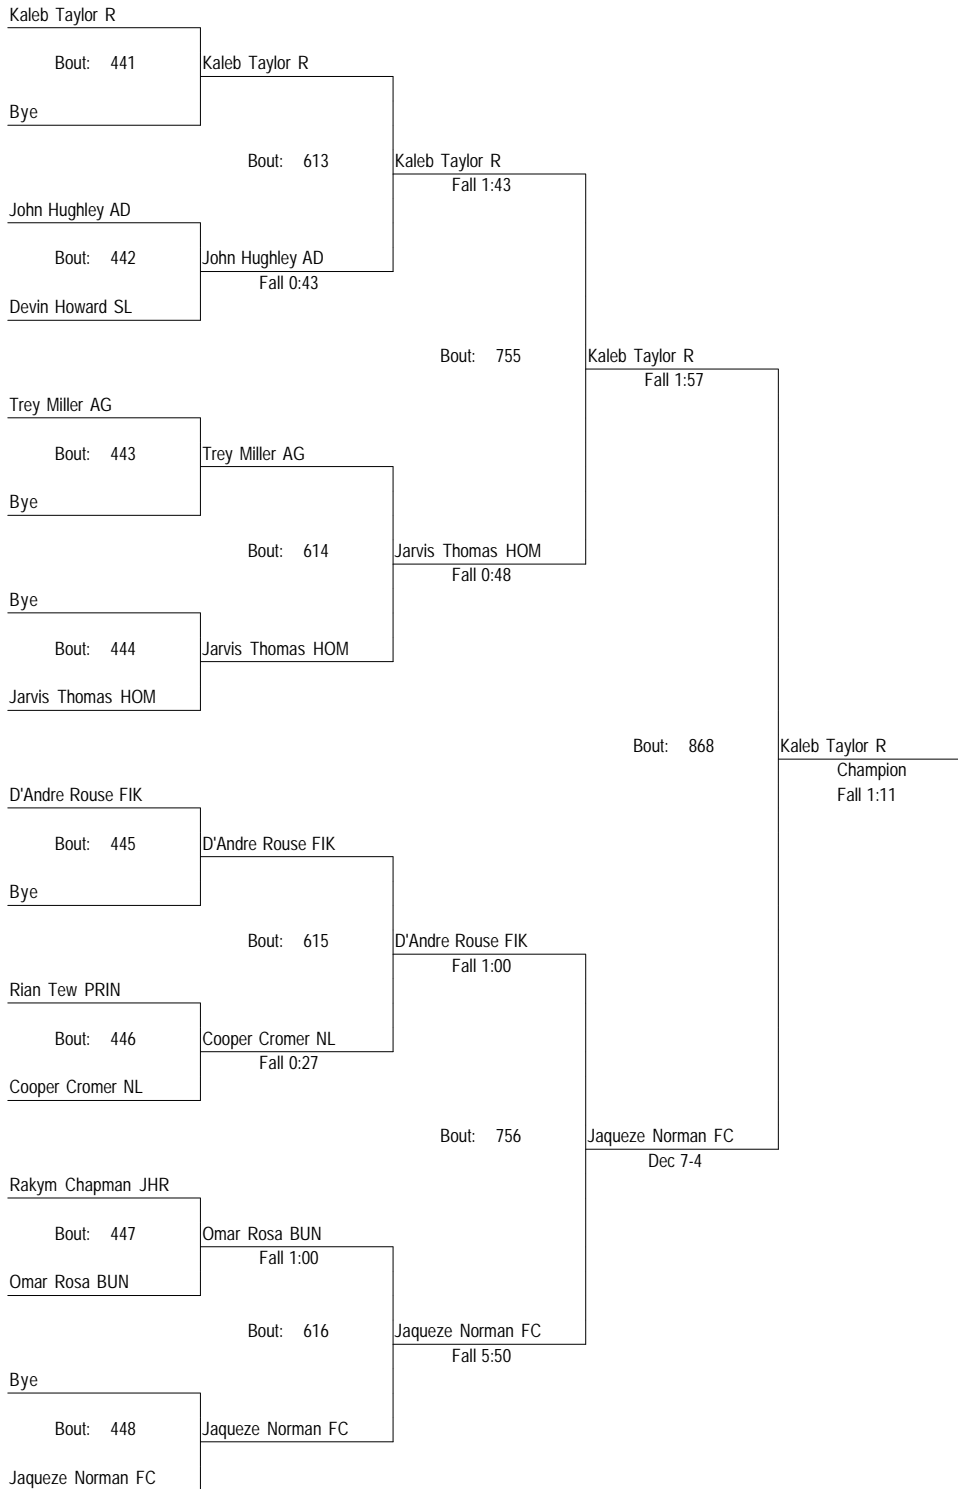 Kaleb Taylor R
Bout: 441
Kaleb Taylor R
Bye
Bout: 613
Kaleb Taylor R
Fall 1:43
John Hughley AD
Bout: 442
John Hughley AD
Fall 0:43
Devin Howard SL
Bout: 755
Kaleb Taylor R
Fall 1:57
Trey Miller AG
Bout: 443
Trey Miller AG
Bye
Bout: 614
Jarvis Thomas HOM
Fall 0:48
Bye
Bout: 444
Jarvis Thomas HOM
Jarvis Thomas HOM
Bout: 868
Kaleb Taylor R
Champion
Fall 1:11
D'Andre Rouse FIK
Bout: 445
D'Andre Rouse FIK
Bye
Bout: 615
D'Andre Rouse FIK
Fall 1:00
Rian Tew PRIN
Bout: 446
Cooper Cromer NL
Fall 0:27
Cooper Cromer NL
Bout: 756
Jaqueze Norman FC
Dec 7-4
Rakym Chapman JHR
Bout: 447
Omar Rosa BUN
Fall 1:00
Omar Rosa BUN
Bout: 616
Jaqueze Norman FC
Fall 5:50
Bye
Bout: 448
Jaqueze Norman FC
Jaqueze Norman FC